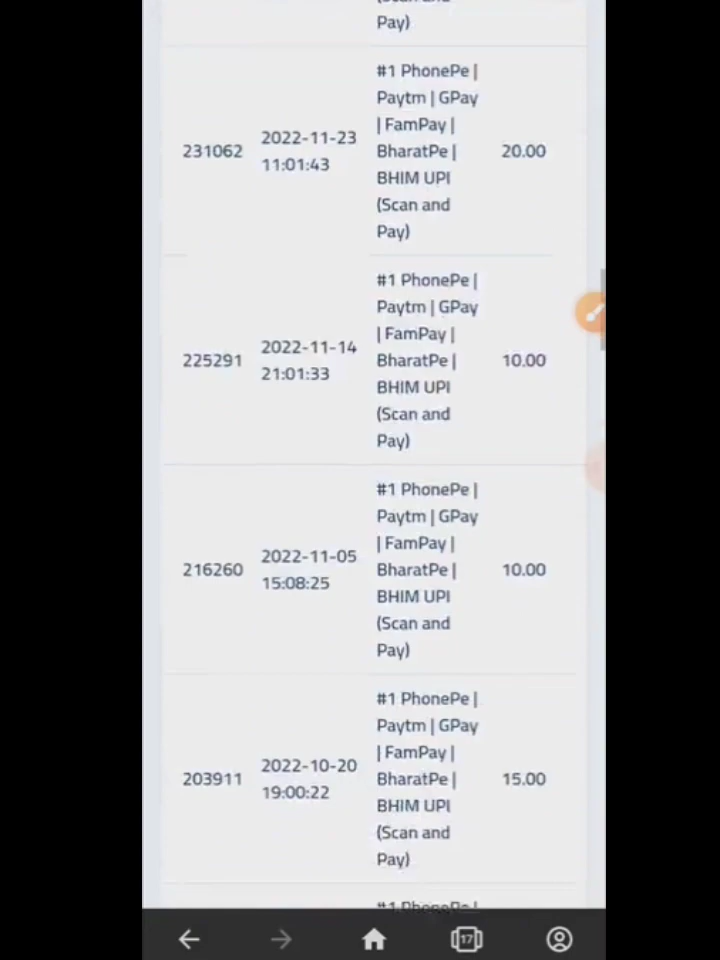 Pay)
231062
2022-11-23
11:01:43
#1 PhonePe |
Paytm | GPay
| FamPay |
BharatPe |
BHIM UPI
(Scan and
Pay)
20.00
225291
2022-11-14
21:01:33
#1 PhonePe |
Paytm | GPay
| FamPay |
BharatPe |
BHIM UPI
(Scan and
Pay)
10.00
216260
2022-11-05
15:08:25
#1 PhonePe |
Paytm | GPay
| FamPay |
BharatPe |
BHIM UPI
(Scan and
Pay)
10.00
203911
2022-10-20
19:00:22
#1 PhonePe |
Paytm | GPay
| FamPay |
BharatPe |
BHIM UPI
(Scan and
Pay)
15.00
#1 PhonePe |
17